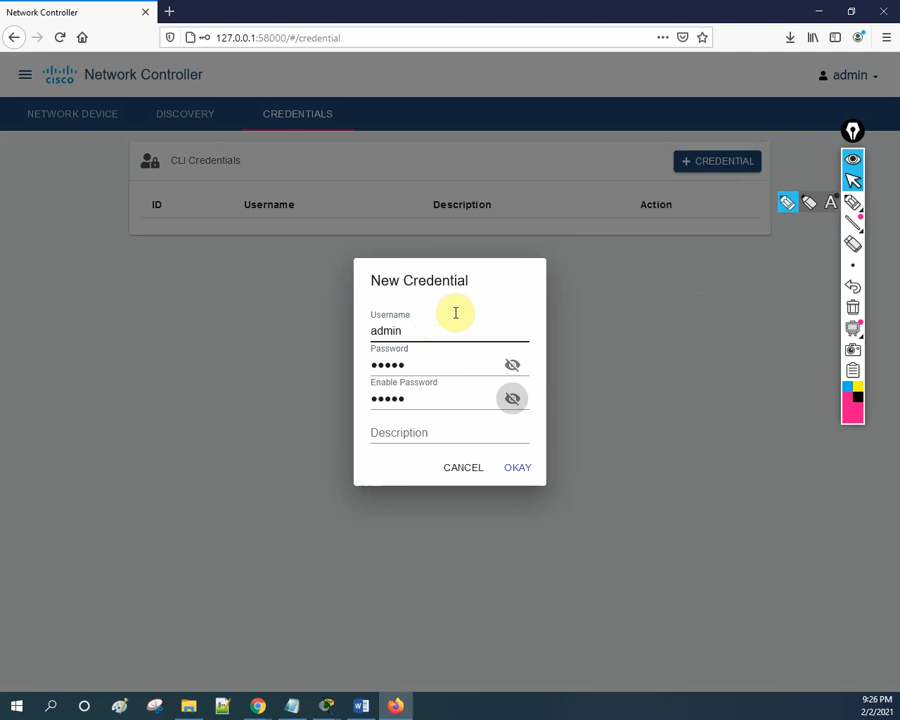 Network Controller
127.0.0.1:58000/#/credential
CISCO Network Controller
admin
NETWORK DEVICE DISCOVERY CREDENTIALS
CLI Credentials
+ CREDENTIAL
ID Username Description Action
A
New Credential
Username
admin
Password
•••••
Enable Password
•••••
Description
CANCEL OKAY
9:26 PM
2/2/2021